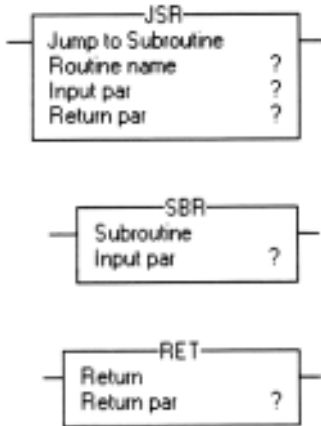 JSR
Jump to Subroutine
Routine name ?
Input par ?
Return par ?
SBR
Subroutine
Input par ?
RET
Return
Return par ?